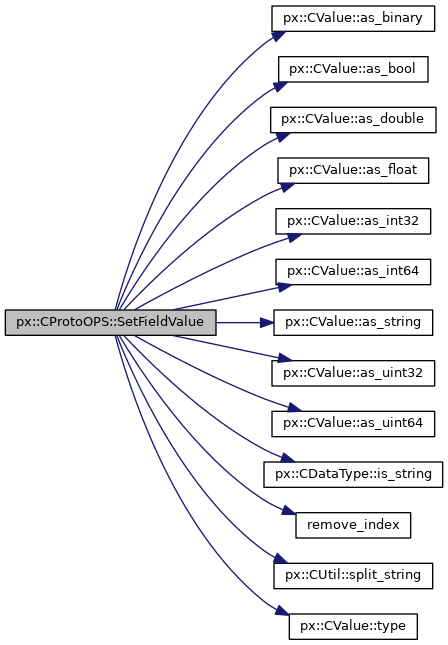 px::CValue::as_binary
px::CValue::as_bool
px::CValue::as_double
px::CValue::as_float
px::CValue::as_int32
px::CValue::as_int64
px::CProtoOPS::SetFieldValue
px::CValue::as_string
px::CValue::as_uint32
px::CValue::as_uint64
px::CDataType::is_string
remove_index
px::CUtil::split_string
px::CValue::type